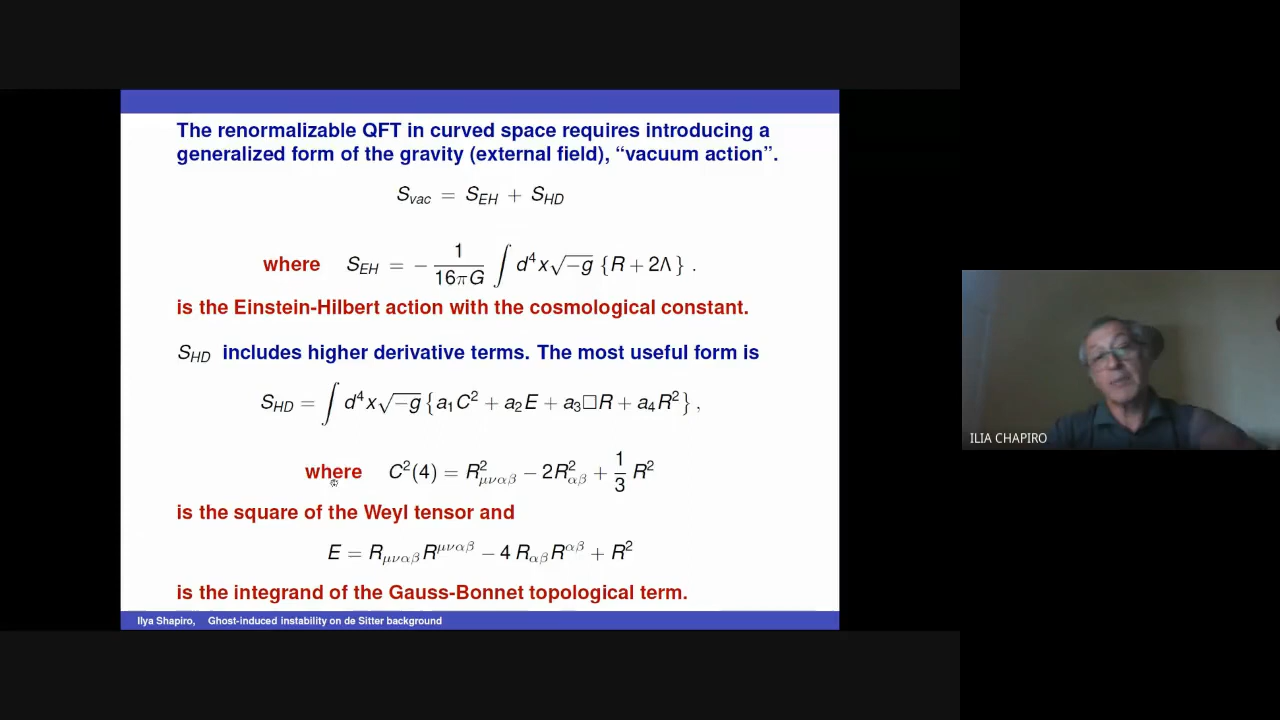 The renormalizable QFT in curved space requires introducing a
generalized form of the gravity (external field), “vacuum action”.
S_vac = S_EH + S_HD
where S_EH = − 1/(16πG) ∫ d⁴x√−g {R + 2Λ} .
is the Einstein-Hilbert action with the cosmological constant.
S_HD includes higher derivative terms. The most useful form is
S_HD = ∫ d⁴x√−g {a₁C² + a₂E + a₃□R + a₄R²} ,
where C²(4) = R²_μναβ − 2R²_αβ + 1/3 R²
is the square of the Weyl tensor and
E = R_μναβ R^μναβ − 4 R_αβ R^αβ + R²
is the integrand of the Gauss-Bonnet topological term.
Ilya Shapiro, Ghost-induced instability on de Sitter background
ILIA CHAPIRO